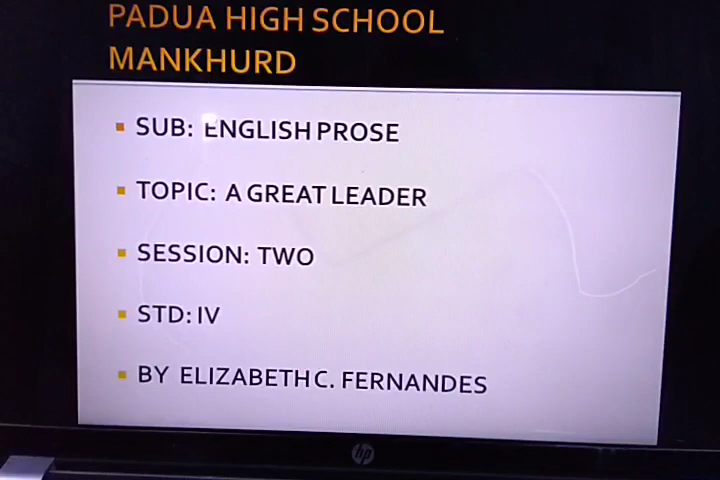 PADUA HIGH SCHOOL
MANKHURD
SUB: ENGLISH PROSE
TOPIC: A GREAT LEADER
SESSION: TWO
STD: IV
BY ELIZABETH C. FERNANDES
hp